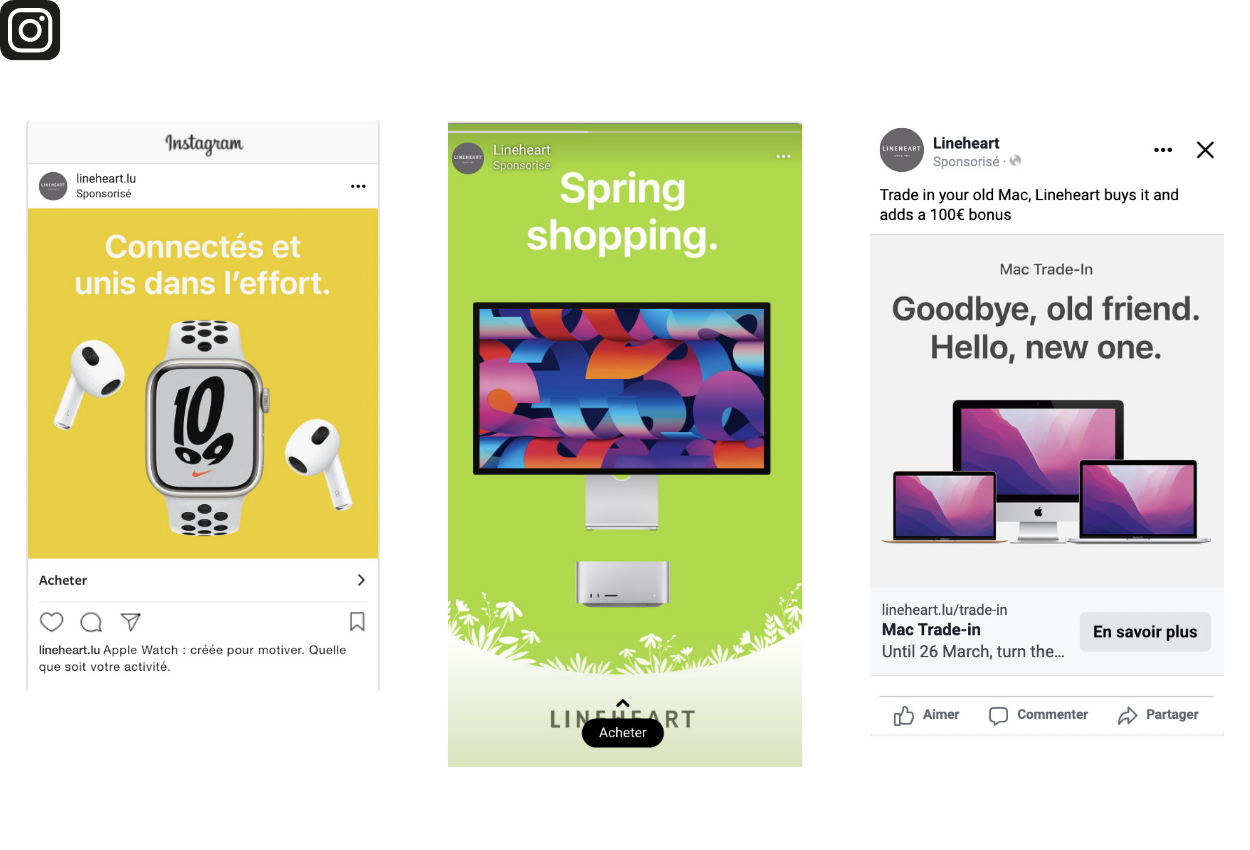 Instagram
lineheart.lu
Sponsorisé
Connectés et
unis dans l'effort.
Acheter
lineheart.lu Apple Watch : créée pour motiver. Quelle
que soit votre activité.
LINEHEART
Lineheart
Sponsorisé
Spring
shopping.
LINEHEART
Acheter
LINEHEART
Lineheart
Sponsorisé ·
Trade in your old Mac, Lineheart buys it and
adds a 100€ bonus
Mac Trade-In
Goodbye, old friend.
Hello, new one.
lineheart.lu/trade-in
Mac Trade-in
Until 26 March, turn the...
En savoir plus
Aimer
Commenter
Partager